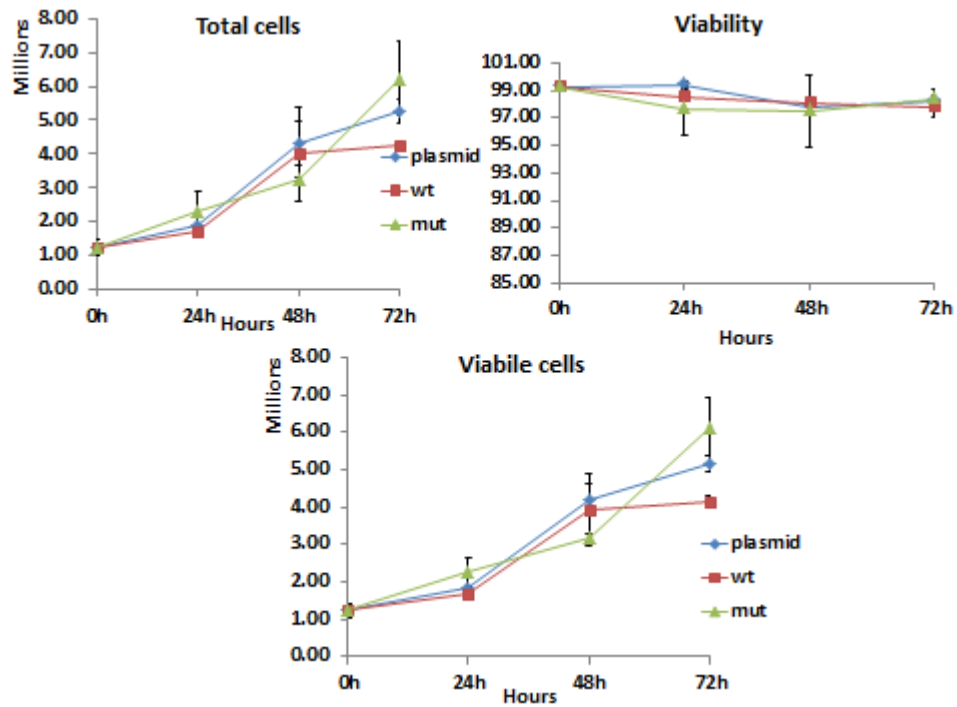 Total cells
Millions
8.00
7.00
6.00
5.00
4.00
3.00
2.00
1.00
0.00
0h
24h
48h
72h
Hours
plasmid
wt
mut
Viability
101.00
99.00
97.00
95.00
93.00
91.00
89.00
87.00
85.00
0h
24h
48h
72h
Hours
Viabile cells
Millions
8.00
7.00
6.00
5.00
4.00
3.00
2.00
1.00
0.00
0h
24h
48h
72h
Hours
plasmid
wt
mut